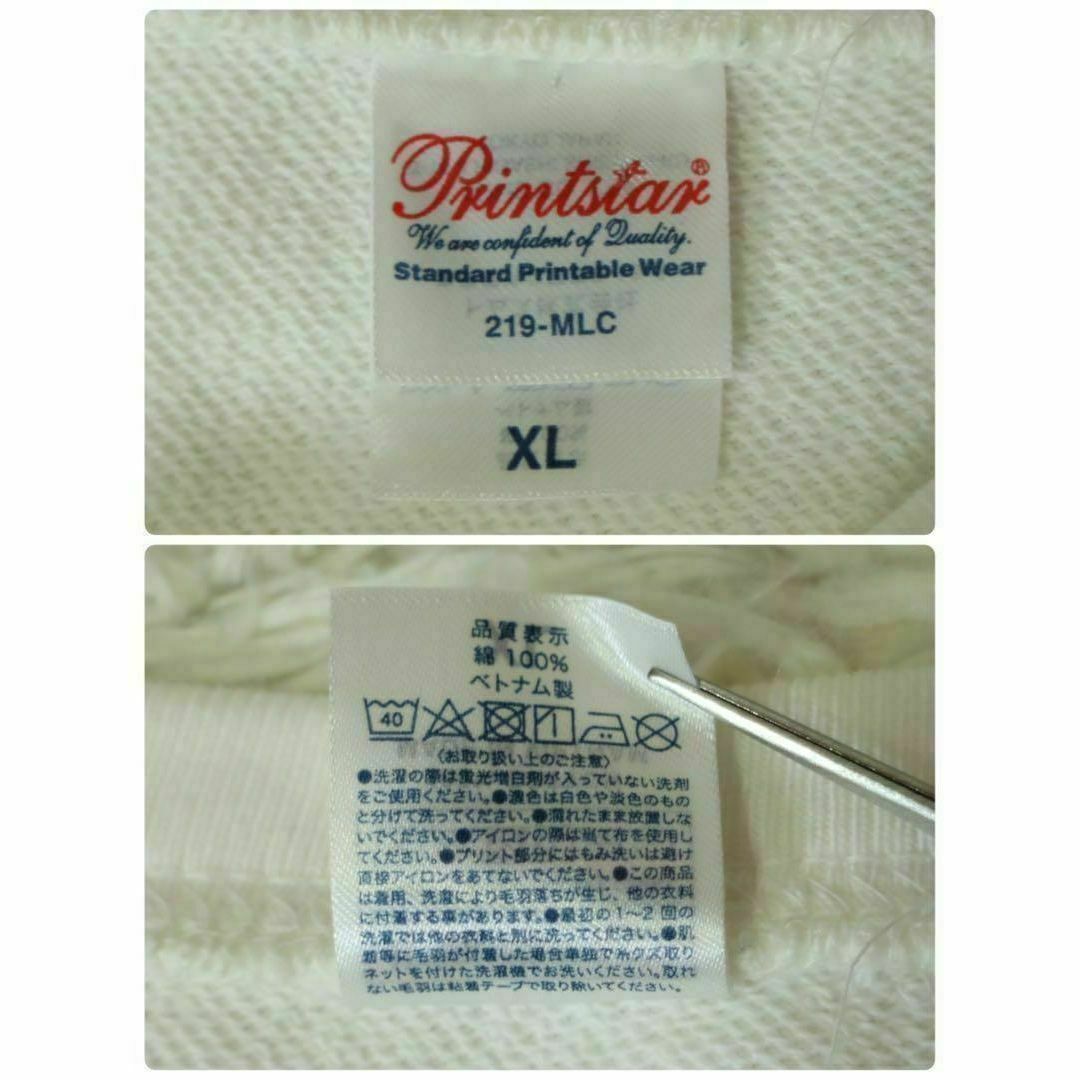 Printstar®
We are confident of Quality.
Standard Printable Wear
219-MLC
XL
品質表示
綿 100%
ベトナム製
40
〈お取り扱い上のご注意〉
●洗濯の際は蛍光増白剤が入っていない洗剤
をご使用ください。●濃色は白色や淡色のもの
と分けて洗ってください。●濡れたまま放置しな
いでください。●アイロンの際は当て布を使用し
てください。●プリント部分にはもみ洗いは避け
直接アイロンをあてないでください。●この商品
は着用、洗濯により毛羽落ちが生じ、他の衣料
に付着する事があります。●最初の1〜2回の
洗濯では他の衣料と別に洗ってください。●肌
着等に毛羽が付着した場合単独で糸クズ取り
ネットを付けた洗濯機でお洗いください。取れ
ない毛羽は粘着テープで取り除いてください。